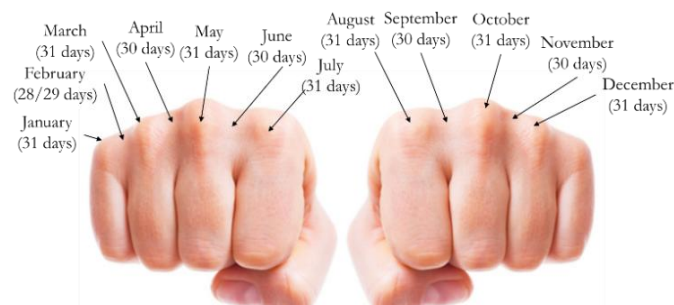 January
(31 days)
February
(28/29 days)
March
(31 days)
April
(30 days)
May
(31 days)
June
(30 days)
July
(31 days)
August
(31 days)
September
(30 days)
October
(31 days)
November
(30 days)
December
(31 days)